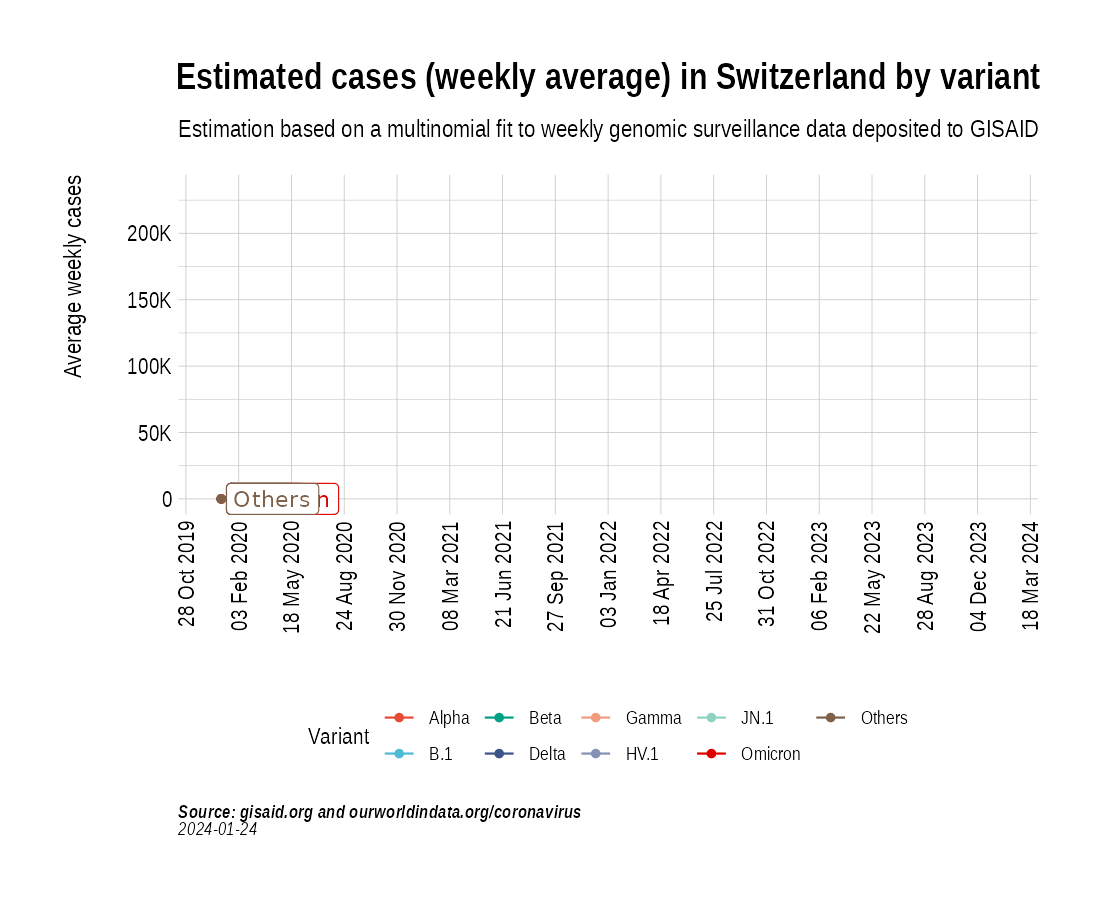 Estimated cases (weekly average) in Switzerland by variant
Estimation based on a multinomial fit to weekly genomic surveillance data deposited to GISAID
Average weekly cases
200K
150K
100K
50K
0
Others
n
28 Oct 2019
03 Feb 2020
18 May 2020
24 Aug 2020
30 Nov 2020
08 Mar 2021
21 Jun 2021
27 Sep 2021
03 Jan 2022
18 Apr 2022
25 Jul 2022
31 Oct 2022
06 Feb 2023
22 May 2023
28 Aug 2023
04 Dec 2023
18 Mar 2024
Variant
Alpha Beta Gamma JN.1 Others
B.1 Delta HV.1 Omicron
Source: gisaid.org and ourworldindata.org/coronavirus
2024-01-24